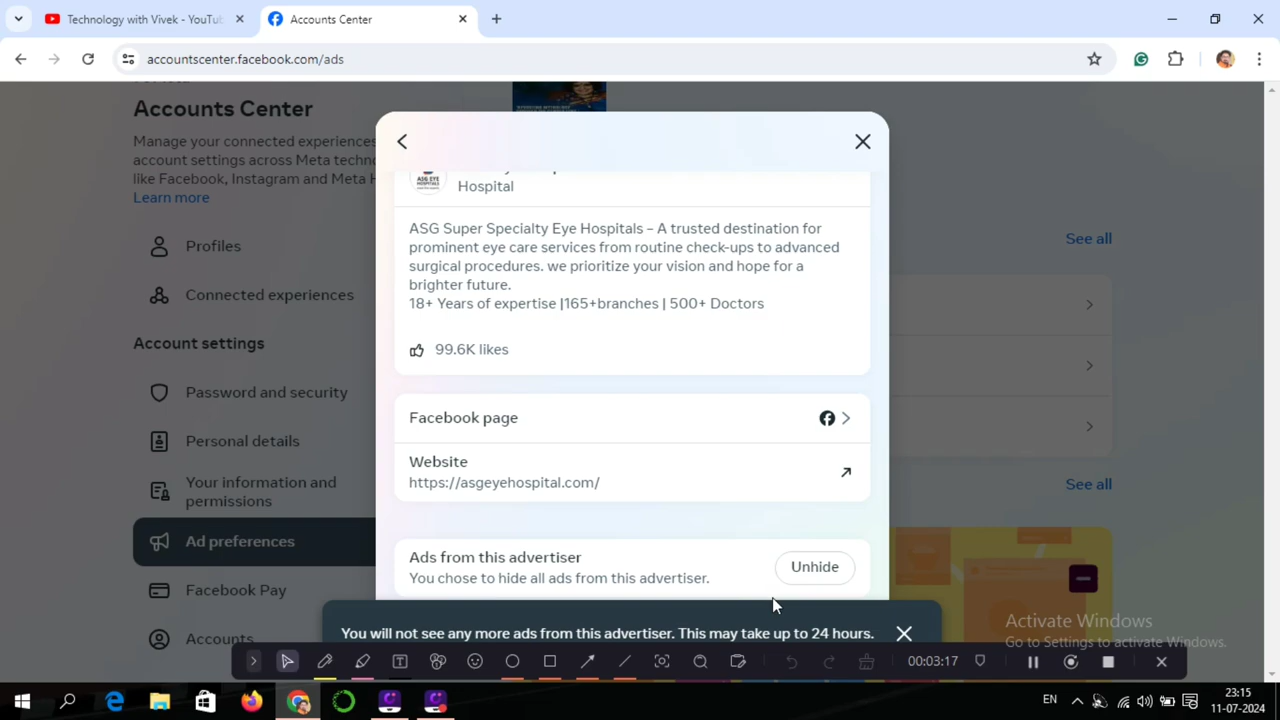 Technology with Vivek - YouTu
Accounts Center
accountscenter.facebook.com/ads
Accounts Center
Manage your connected experiences
account settings across Meta techno
like Facebook, Instagram and Meta H
Learn more
Profiles
Connected experiences
Account settings
Password and security
Personal details
Your information and
permissions
Ad preferences
Facebook Pay
Accounts
ASG EYE
HOSPITALS
Hospital
ASG Super Specialty Eye Hospitals – A trusted destination for
prominent eye care services from routine check-ups to advanced
surgical procedures. we prioritize your vision and hope for a
brighter future.
18+ Years of expertise |165+branches | 500+ Doctors
99.6K likes
Facebook page
Website
https://asgeyehospital.com/
Ads from this advertiser
You chose to hide all ads from this advertiser.
Unhide
You will not see any more ads from this advertiser. This may take up to 24 hours.
See all
See all
Activate Windows
Go to Settings to activate Windows.
00:03:17
EN
23:15
11-07-2024